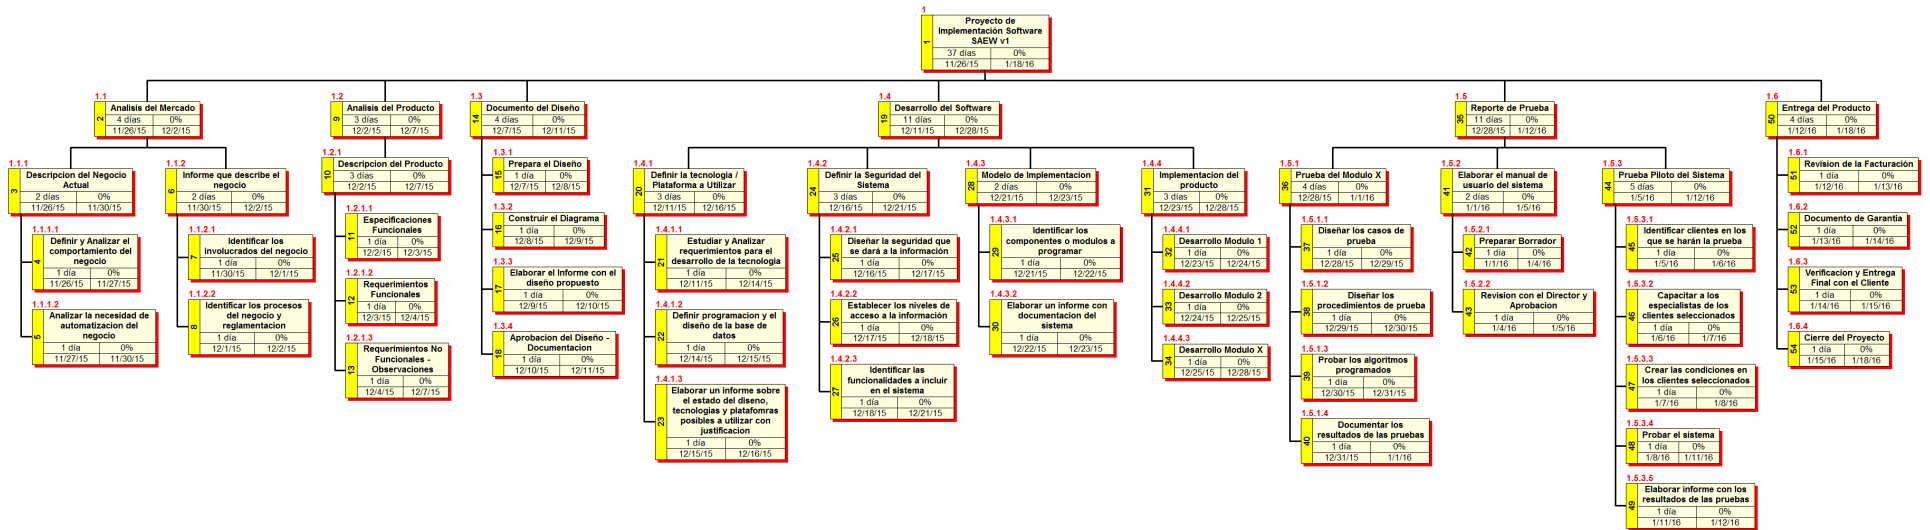 1
Proyecto de
Implementación Software
SAEW v1
1
37 días 0%
11/26/15 1/18/16
1.1
Analisis del Mercado
2
4 días 0%
11/26/15 12/2/15
1.1.1
Descripcion del Negocio
Actual
3
2 días 0%
11/26/15 11/30/15
1.1.1.1
Definir y Analizar el
comportamiento del
negocio
4
1 día 0%
11/26/15 11/27/15
1.1.1.2
Analizar la necesidad de
automatizacion del
negocio
5
1 día 0%
11/27/15 11/30/15
1.1.2
Informe que describe el
negocio
6
2 días 0%
11/30/15 12/2/15
1.1.2.1
Identificar los
involucrados del negocio
7
1 día 0%
11/30/15 12/1/15
1.1.2.2
Identificar los procesos
del negocio y
reglamentacion
8
1 día 0%
12/1/15 12/2/15
1.2
Analisis del Producto
9
3 días 0%
12/2/15 12/7/15
1.2.1
Descripcion del Producto
10
3 días 0%
12/2/15 12/7/15
1.2.1.1
Especificaciones
Funcionales
11
1 día 0%
12/2/15 12/3/15
1.2.1.2
Requerimientos
Funcionales
12
1 día 0%
12/3/15 12/4/15
1.2.1.3
Requerimientos No
Funcionales -
Observaciones
13
1 día 0%
12/4/15 12/7/15
1.3
Documento del Diseño
14
4 días 0%
12/7/15 12/11/15
1.3.1
Prepara el Diseño
15
1 día 0%
12/7/15 12/8/15
1.3.2
Construir el Diagrama
16
1 día 0%
12/8/15 12/9/15
1.3.3
Elaborar el Informe con el
diseño propuesto
17
1 día 0%
12/9/15 12/10/15
1.3.4
Aprobacion del Diseño -
Documentacion
18
1 día 0%
12/10/15 12/11/15
1.4
Desarrollo del Software
19
11 días 0%
12/11/15 12/28/15
1.4.1
Definir la tecnologia /
Plataforma a Utilizar
20
3 días 0%
12/11/15 12/16/15
1.4.1.1
Estudiar y Analizar
requerimientos para el
desarrollo de la tecnologia
21
1 día 0%
12/11/15 12/14/15
1.4.1.2
Definir programacion y el
diseño de la base de
datos
22
1 día 0%
12/14/15 12/15/15
1.4.1.3
Elaborar un informe sobre
el estado del diseno,
tecnologias y platafomras
posibles a utilizar con
justificacion
23
1 día 0%
12/15/15 12/16/15
1.4.2
Definir la Seguridad del
Sistema
24
3 días 0%
12/16/15 12/21/15
1.4.2.1
Diseñar la seguridad que
se dará a la información
25
1 día 0%
12/16/15 12/17/15
1.4.2.2
Establecer los niveles de
acceso a la información
26
1 día 0%
12/17/15 12/18/15
1.4.2.3
Identificar las
funcionalidades a incluir
en el sistema
27
1 día 0%
12/18/15 12/21/15
1.4.3
Modelo de Implementacion
28
2 días 0%
12/21/15 12/23/15
1.4.3.1
Identificar los
componentes o modulos a
programar
29
1 día 0%
12/21/15 12/22/15
1.4.3.2
Elaborar un informe con
documentacion del
sistema
30
1 día 0%
12/22/15 12/23/15
1.4.4
Implementacion del
producto
31
3 días 0%
12/23/15 12/28/15
1.4.4.1
Desarrollo Modulo 1
32
1 día 0%
12/23/15 12/24/15
1.4.4.2
Desarrollo Modulo 2
33
1 día 0%
12/24/15 12/25/15
1.4.4.3
Desarrollo Modulo X
34
1 día 0%
12/25/15 12/28/15
1.5
Reporte de Prueba
35
11 días 0%
12/28/15 1/12/16
1.5.1
Prueba del Modulo X
36
4 días 0%
12/28/15 1/1/16
1.5.1.1
Diseñar los casos de
prueba
37
1 día 0%
12/28/15 12/29/15
1.5.1.2
Diseñar los
procedimientos de prueba
38
1 día 0%
12/29/15 12/30/15
1.5.1.3
Probar los algoritmos
programados
39
1 día 0%
12/30/15 12/31/15
1.5.1.4
Documentar los
resultados de las pruebas
40
1 día 0%
12/31/15 1/1/16
1.5.2
Elaborar el manual de
usuario del sistema
41
2 días 0%
1/1/16 1/5/16
1.5.2.1
Preparar Borrador
42
1 día 0%
1/1/16 1/4/16
1.5.2.2
Revision con el Director y
Aprobacion
43
1 día 0%
1/4/16 1/5/16
1.5.3
Prueba Piloto del Sistema
44
5 días 0%
1/5/16 1/12/16
1.5.3.1
Identificar clientes en los
que se harán la prueba
45
1 día 0%
1/5/16 1/6/16
1.5.3.2
Capacitar a los
especialistas de los
clientes seleccionados
46
1 día 0%
1/6/16 1/7/16
1.5.3.3
Crear las condiciones en
los clientes seleccionados
47
1 día 0%
1/7/16 1/8/16
1.5.3.4
Probar el sistema
48
1 día 0%
1/8/16 1/11/16
1.5.3.5
Elaborar informe con los
resultados de las pruebas
49
1 día 0%
1/11/16 1/12/16
1.6
Entrega del Producto
50
4 días 0%
1/12/16 1/18/16
1.6.1
Revision de la Facturación
51
1 día 0%
1/12/16 1/13/16
1.6.2
Documento de Garantia
52
1 día 0%
1/13/16 1/14/16
1.6.3
Verificacion y Entrega
Final con el Cliente
53
1 día 0%
1/14/16 1/15/16
1.6.4
Cierre del Proyecto
54
1 día 0%
1/15/16 1/18/16